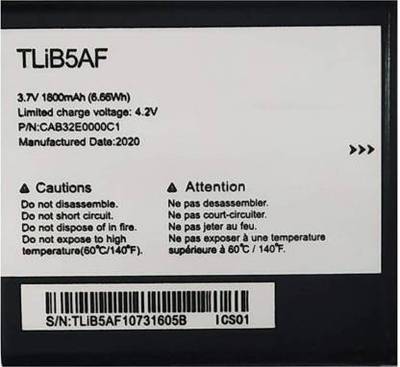 TLiB5AF
3.7V 1800mAh (6.66Wh)
Limited charge voltage: 4.2V
P/N:CAB32E0000C1
Manufactured Date:2020
>>>
Cautions
Do not disassemble.
Do not short circuit.
Do not dispose of in fire.
Do not expose to high
temperature(60℃/140℉).
Attention
Ne pas desassembler.
Ne pas court-circuiter.
Ne pas jeter au feu.
Ne pas exposer à une temperature
supérieure à 60℃ / 140℉.
S/N:TLiB5AF10731605B ICS01